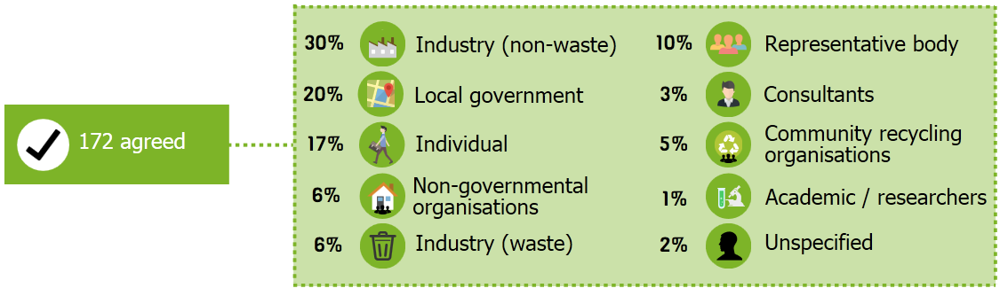 172 agreed
30% Industry (non-waste)
20% Local government
17% Individual
6% Non-governmental
organisations
6% Industry (waste)
10% Representative body
3% Consultants
5% Community recycling
organisations
1% Academic / researchers
2% Unspecified